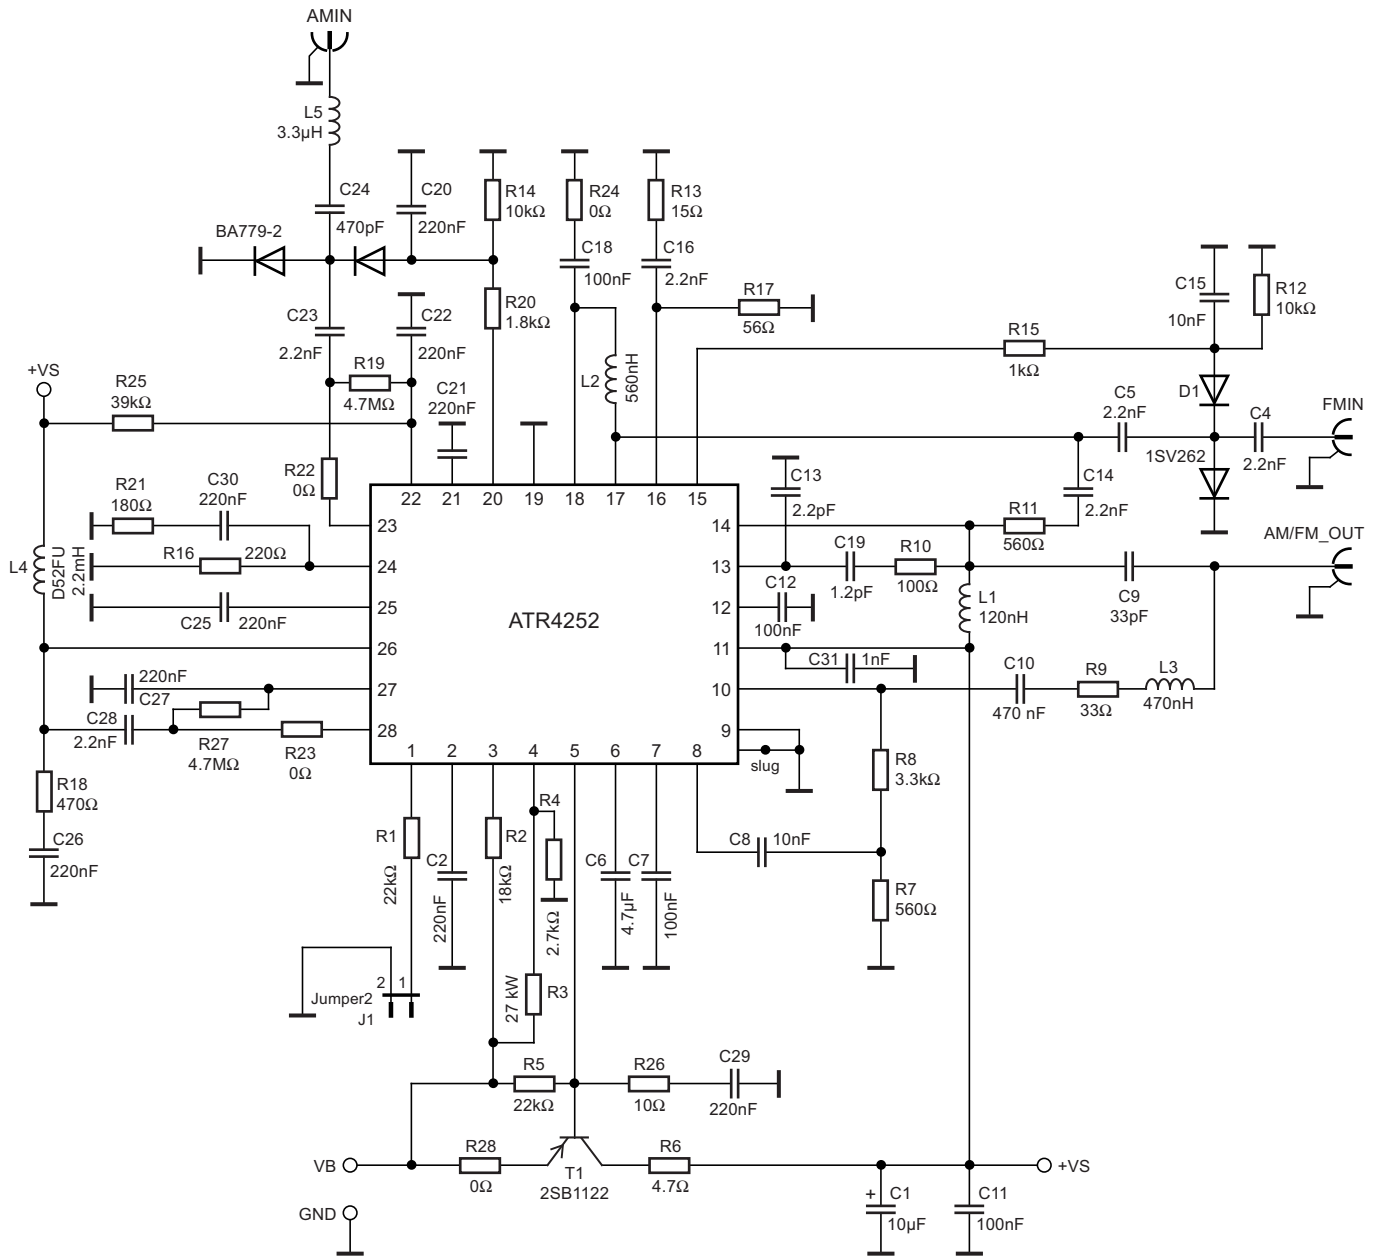 AMIN
L5
3.3µH
C24
470pF
C20
220nF
R14
10kΩ
R24
0Ω
R13
15Ω
BA779-2
C18
100nF
C16
2.2nF
C23
2.2nF
C22
220nF
R20
1.8kΩ
R17
56Ω
C15
10nF
R12
10kΩ
R15
1kΩ
+VS
R25
39kΩ
R19
4.7MΩ
C21
220nF
L2
560nH
D1
C5
2.2nF
C4
2.2nF
FMIN
1SV262
R22
0Ω
R21
180Ω
C30
220nF
C13
2.2pF
C14
2.2nF
22 21 20 19 18 17 16 15
R16
220Ω
L4
D52FU
2.2mH
C25
220nF
23
24
25
26
27
28
ATR4252
14
13
12
11
10
9
R11
560Ω
C19
1.2pF
R10
100Ω
C12
100nF
L1
120nH
C9
33pF
AM/FM_OUT
C31
1nF
C10
470 nF
R9
33Ω
L3
470nH
220nF
C27
C28
2.2nF
R27
4.7MΩ
R23
0Ω
1 2 3 4 5 6 7 8
slug
R18
470Ω
C26
220nF
R1
22kΩ
C2
220nF
R2
18kΩ
R4
2.7kΩ
C6
4.7µF
C7
100nF
C8
10nF
R8
3.3kΩ
R7
560Ω
2 1
Jumper2
J1
27 kW
R3
R5
22kΩ
R26
10Ω
C29
220nF
VB
R28
0Ω
T1
2SB1122
R6
4.7Ω
+VS
GND
+
C1
10µF
C11
100nF